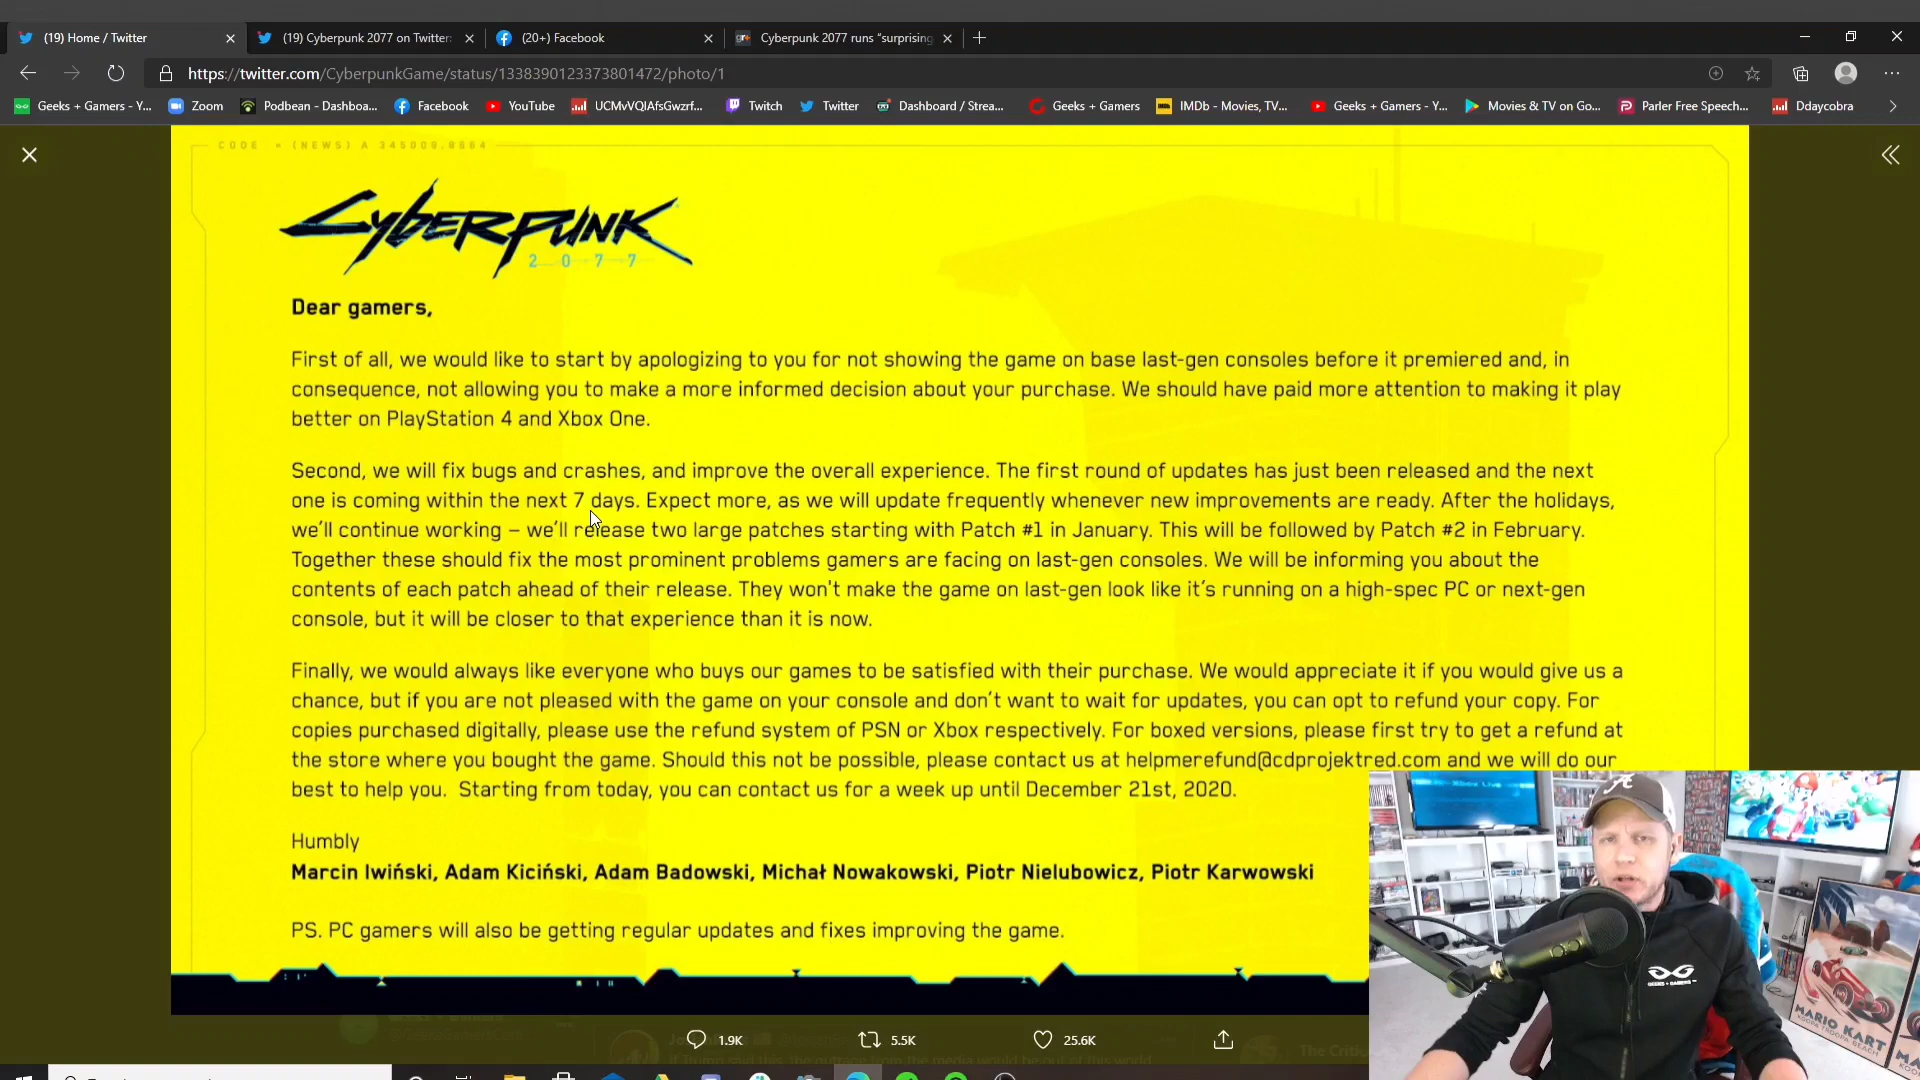 (19) Home / Twitter
(19) Cyberpunk 2077 on Twitter:
(20+) Facebook
Cyberpunk 2077 runs "surprising
https://twitter.com/CyberpunkGame/status/1338390123373801472/photo/1
Geeks + Gamers - Y...
Zoom
Podbean - Dashboa...
Facebook
YouTube
UCMvVQIAfsGwzrf...
Twitch
Twitter
Dashboard / Strea...
Geeks + Gamers
IMDb - Movies, TV...
Geeks + Gamers - Y...
Movies & TV on Go...
Parler Free Speech...
Ddaycobra
CYBERPUNK
2077
Dear gamers,
First of all, we would like to start by apologizing to you for not showing the game on base last-gen consoles before it premiered and, in
consequence, not allowing you to make a more informed decision about your purchase. We should have paid more attention to making it play
better on PlayStation 4 and Xbox One.
Second, we will fix bugs and crashes, and improve the overall experience. The first round of updates has just been released and the next
one is coming within the next 7 days. Expect more, as we will update frequently whenever new improvements are ready. After the holidays,
we'll continue working – we'll release two large patches starting with Patch #1 in January. This will be followed by Patch #2 in February.
Together these should fix the most prominent problems gamers are facing on last-gen consoles. We will be informing you about the
contents of each patch ahead of their release. They won't make the game on last-gen look like it's running on a high-spec PC or next-gen
console, but it will be closer to that experience than it is now.
Finally, we would always like everyone who buys our games to be satisfied with their purchase. We would appreciate it if you would give us a
chance, but if you are not pleased with the game on your console and don't want to wait for updates, you can opt to refund your copy. For
copies purchased digitally, please use the refund system of PSN or Xbox respectively. For boxed versions, please first try to get a refund at
the store where you bought the game. Should this not be possible, please contact us at helpmerefund@cdprojektred.com and we will do our
best to help you. Starting from today, you can contact us for a week up until December 21st, 2020.
Humbly
Marcin Iwiński, Adam Kiciński, Adam Badowski, Michał Nowakowski, Piotr Nielubowicz, Piotr Karwowski
PS. PC gamers will also be getting regular updates and fixes improving the game.
1.9K
5.5K
25.6K
GEEKS + GAMERS
MARIO KART